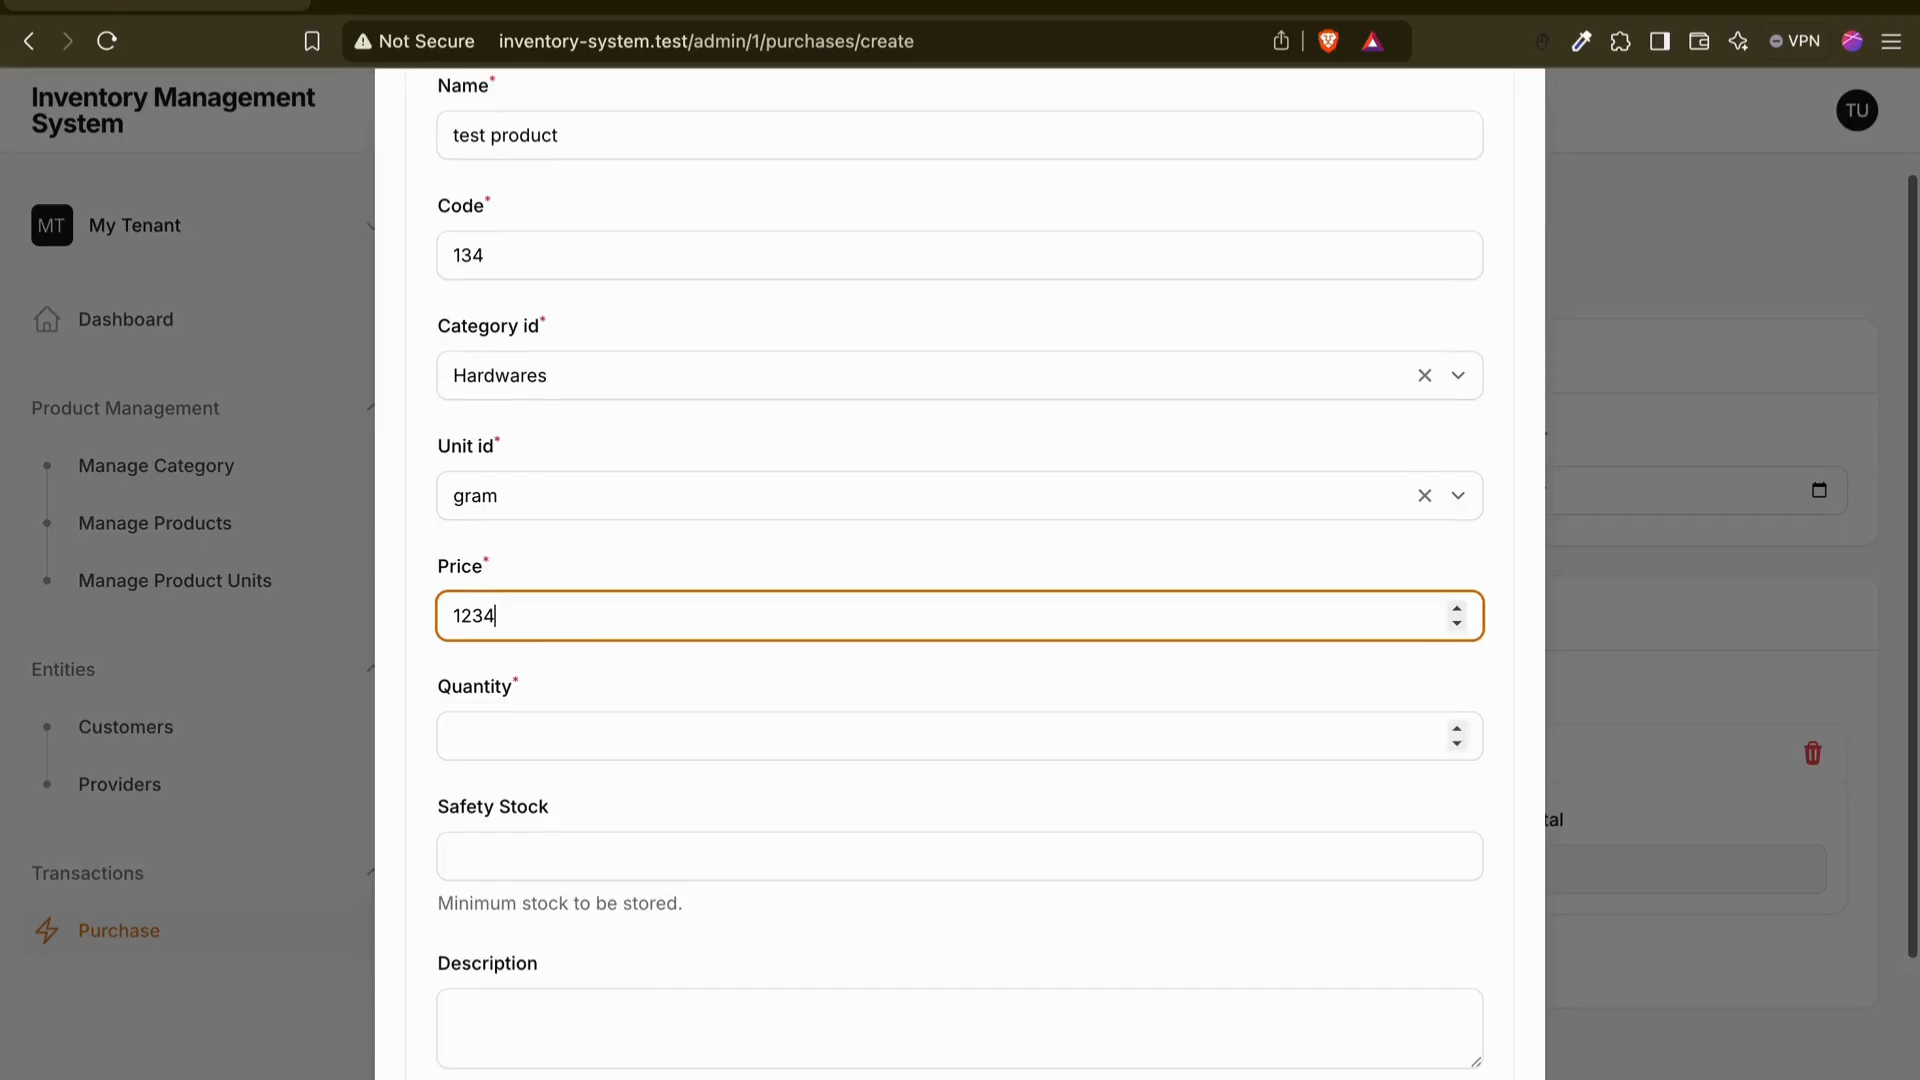 Not Secure inventory-system.test/admin/1/purchases/create
VPN
Inventory Management
System
TU
MT My Tenant
Dashboard
Product Management
Manage Category
Manage Products
Manage Product Units
Entities
Customers
Providers
Transactions
Purchase
Name*
test product
Code*
134
Category id*
Hardwares
Unit id*
gram
Price*
1234
Quantity*
Safety Stock
Minimum stock to be stored.
Description
tal